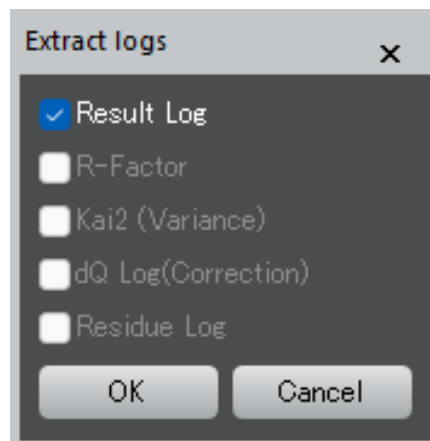 Extract logs
Result Log
R-Factor
Kai2 (Variance)
dQ Log(Correction)
Residue Log
OK Cancel